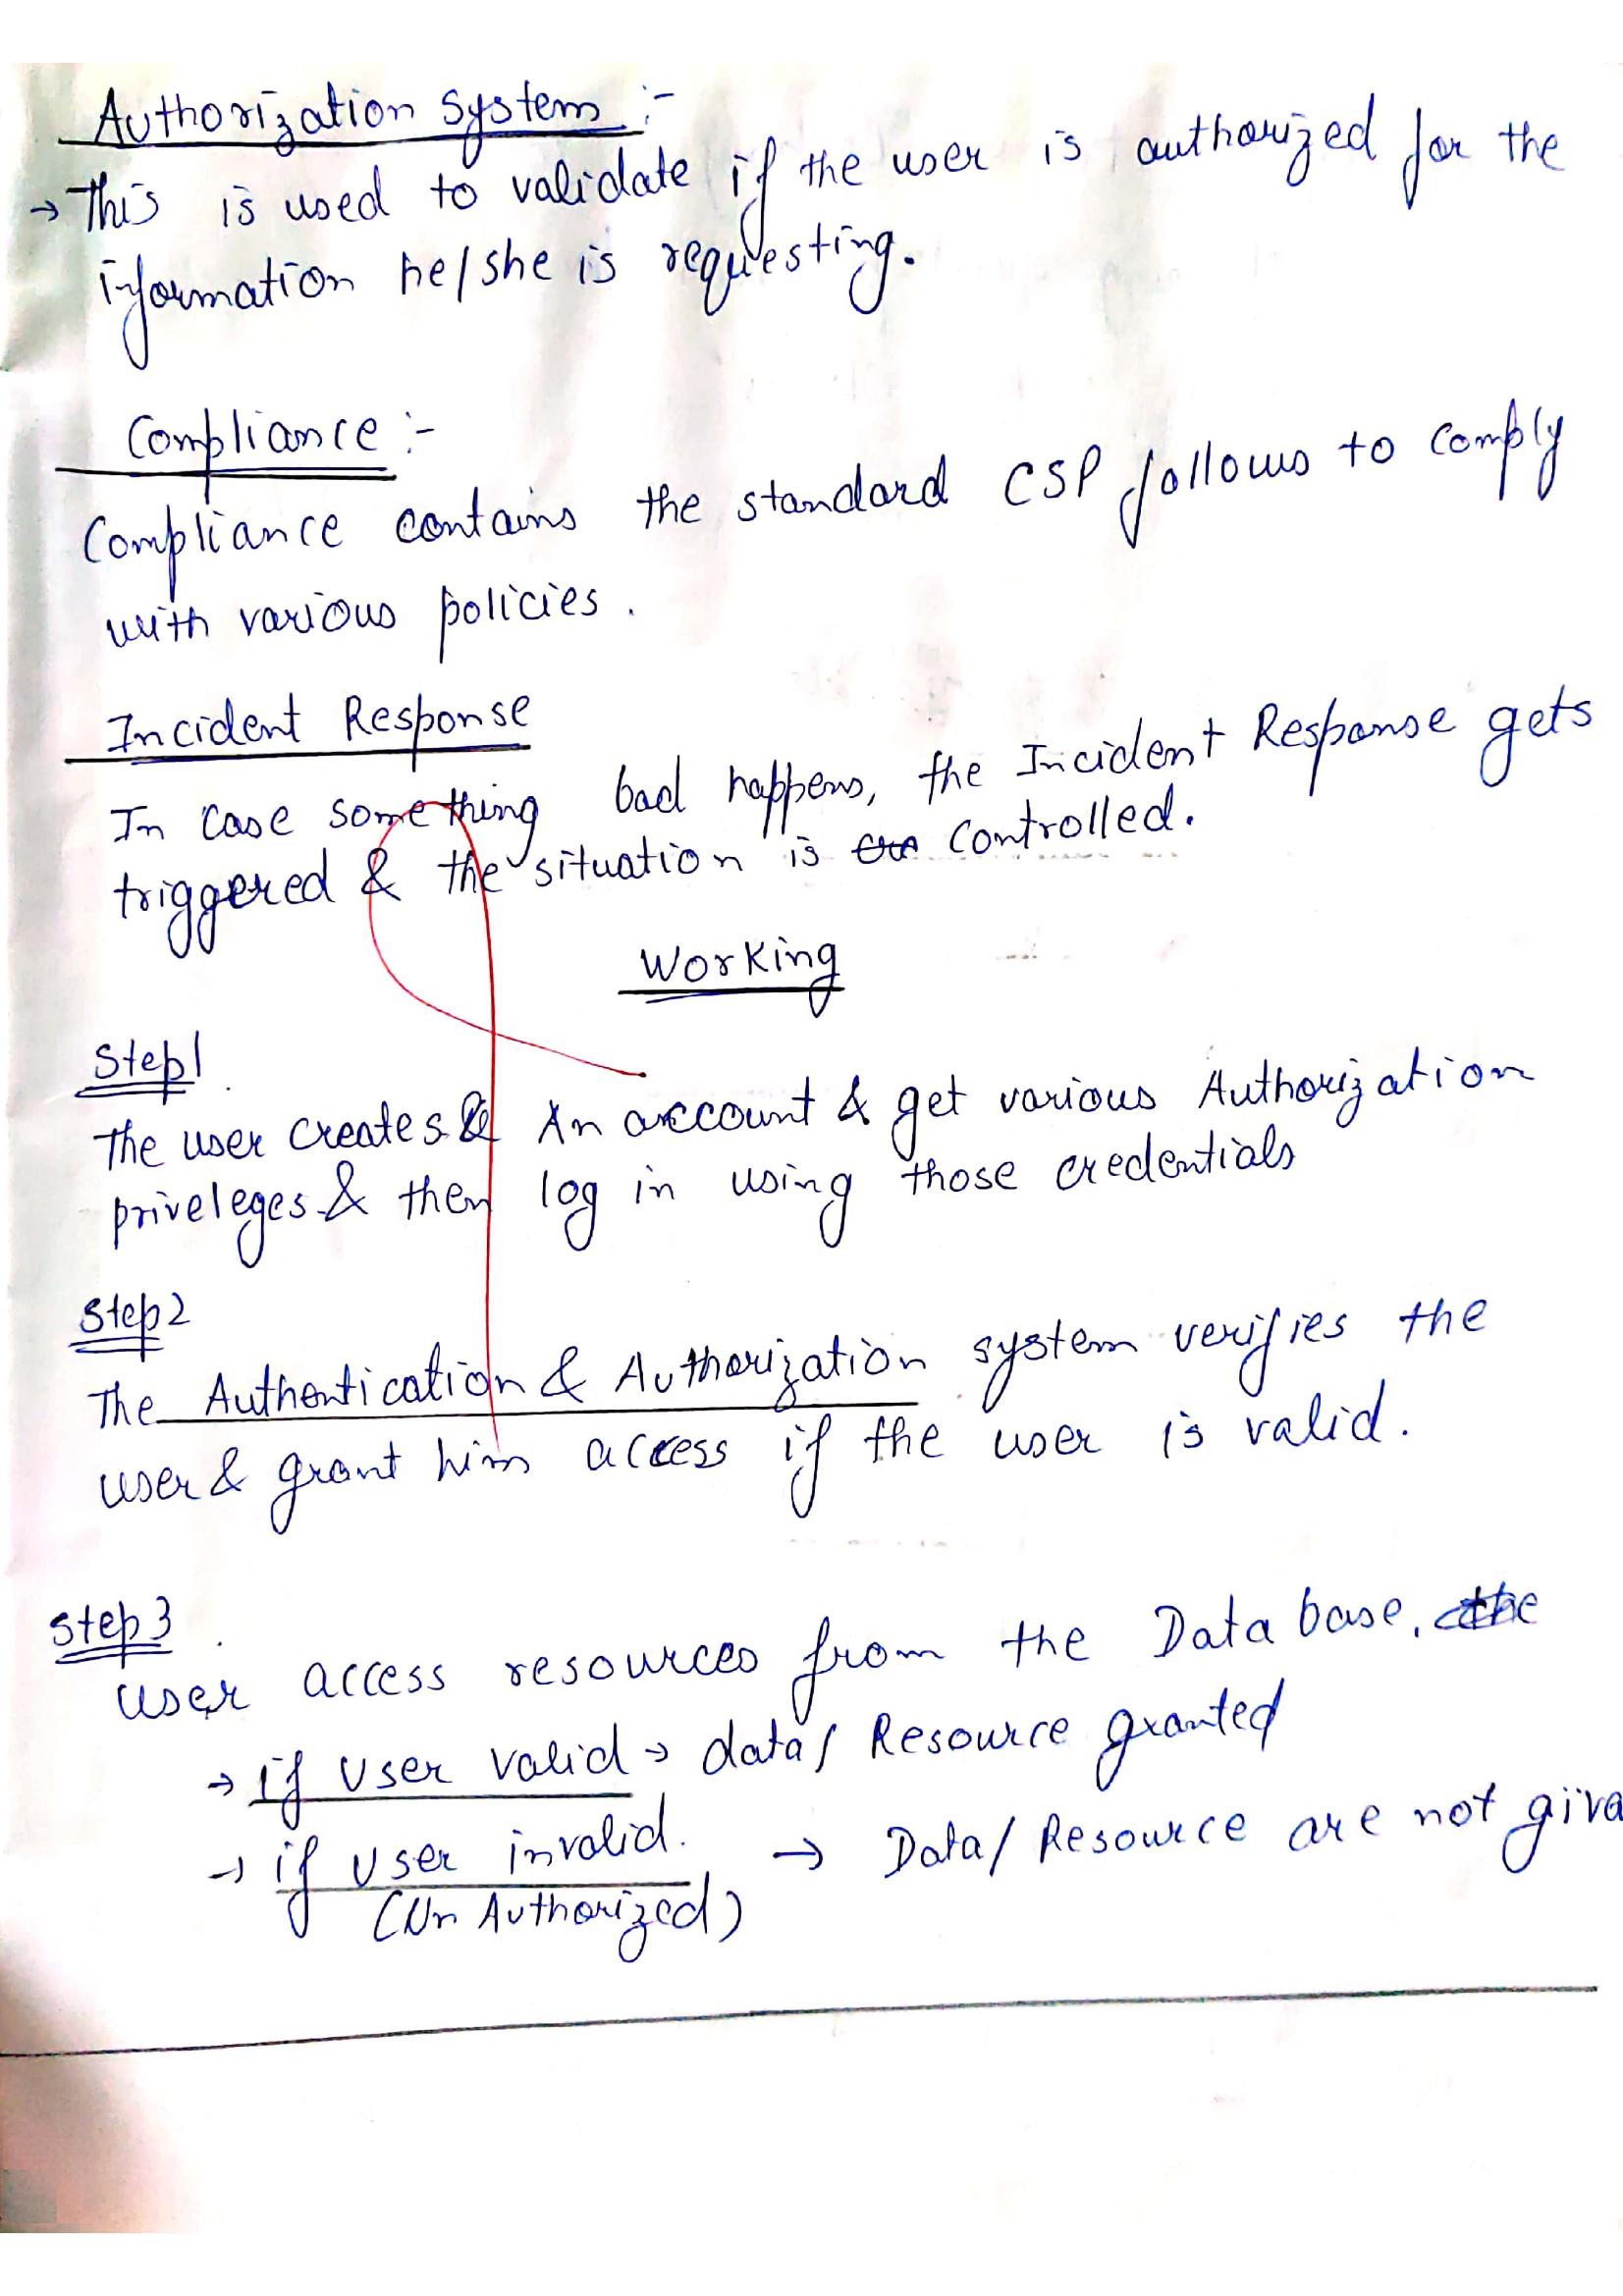 Authorization System :-
→ This is used to validate if the user is authorized for the
information he/she is requesting.
Compliance :-
Compliance contains the standard CSP follows to comply
with various policies.
Incident Response
In case something bad happens, the Incident Response gets
triggered & the situation is controlled.
Working
Step1
The user creates An account & get various Authorization
priveleges & then log in using those credentials
Step2
The Authentication & Authorization system verifies the
user & grant him access if the user is valid.
Step3
User access resources from the Data base, the
→ if User valid → data/ Resource granted
→ if User invalid. → Data/ Resource are not giva
(Un Authorized)